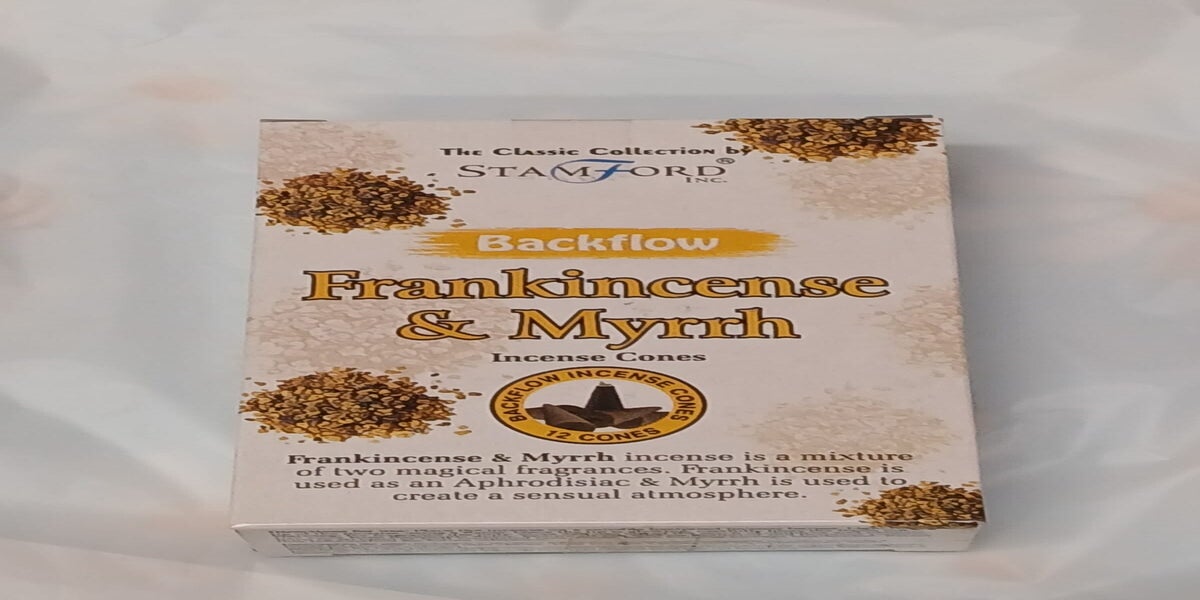 The Classic Collection by
STAMFORD®
INC.
Backflow
Frankincense
& Myrrh
Incense Cones
BACKFLOW INCENSE CONES
12 CONES
Frankincense & Myrrh incense is a mixture
of two magical fragrances. Frankincense is
used as an Aphrodisiac & Myrrh is used to
create a sensual atmosphere.